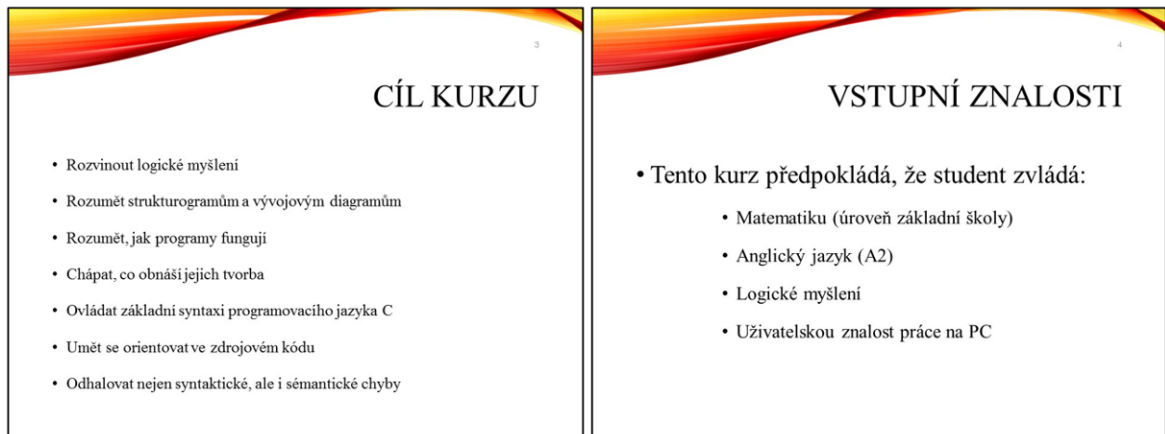 3
CÍL KURZU
• Rozvinout logické myšlení
• Rozumět strukturogramům a vývojovým diagramům
• Rozumět, jak programy fungují
• Chápat, co obnáší jejich tvorba
• Ovládat základní syntaxi programovacího jazyka C
• Umět se orientovat ve zdrojovém kódu
• Odhalovat nejen syntaktické, ale i sémantické chyby
4
VSTUPNÍ ZNALOSTI
• Tento kurz předpokládá, že student zvládá:
• Matematiku (úroveň základní školy)
• Anglický jazyk (A2)
• Logické myšlení
• Uživatelskou znalost práce na PC